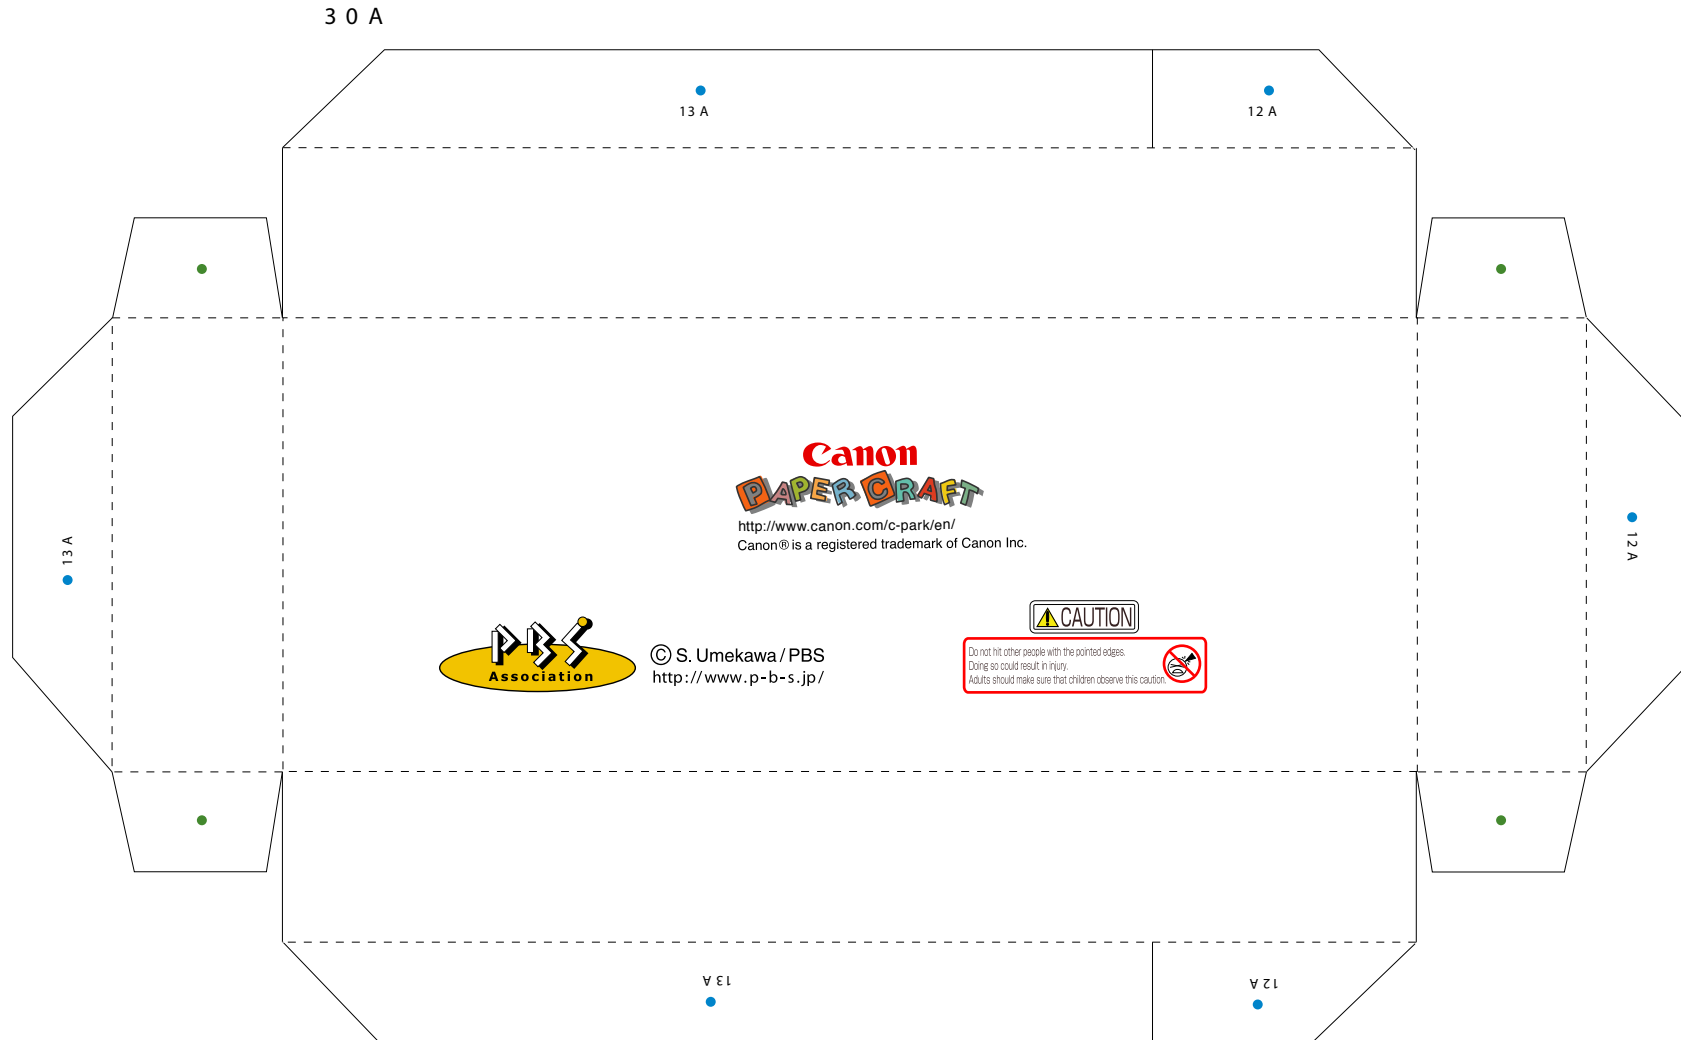 30A
13 A
12 A
Canon
PAPER CRAFT
http://www.canon.com/c-park/en/
Canon® is a registered trademark of Canon Inc.
13 A
12 A
CAUTION
Do not hit other people with the pointed edges.
Doing so could result in injury.
Adults should make sure that children observe this caution.
PBS
Association
© S. Umekawa / PBS
http://www.p-b-s.jp/
13 A
12 A